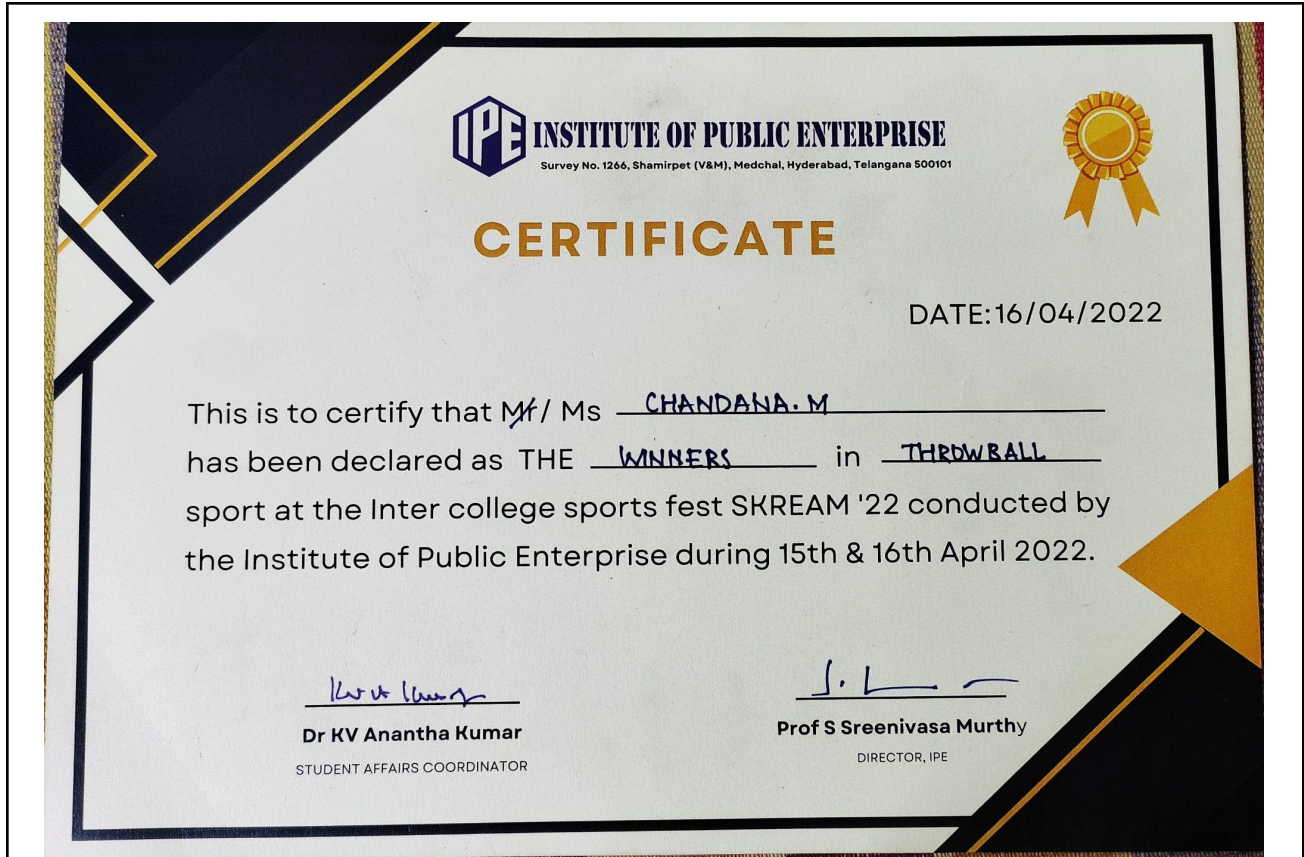 IPE INSTITUTE OF PUBLIC ENTERPRISE
Survey No. 1266, Shamirpet (V&M), Medchal, Hyderabad, Telangana 500101
CERTIFICATE
DATE:16/04/2022
This is to certify that Mr/ Ms CHANDANA. M
has been declared as THE WINNERS in THROWBALL
sport at the Inter college sports fest SKREAM '22 conducted by
the Institute of Public Enterprise during 15th & 16th April 2022.
Dr KV Anantha Kumar
STUDENT AFFAIRS COORDINATOR
Prof S Sreenivasa Murthy
DIRECTOR, IPE